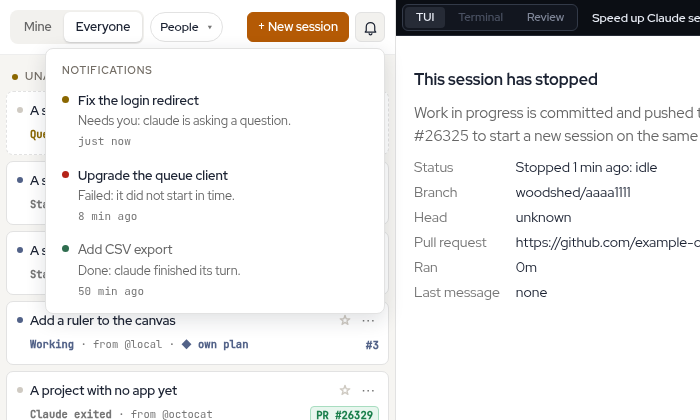 Mine Everyone People + New session
NOTIFICATIONS
Fix the login redirect
Needs you: claude is asking a question.
just now
Upgrade the queue client
Failed: it did not start in time.
8 min ago
Add CSV export
Done: claude finished its turn.
50 min ago
Add a ruler to the canvas
Working · from @local · ◆ own plan #3
A project with no app yet
Claude exited · from @octocat PR #26329
TUI Terminal Review Speed up Claude
This session has stopped
Work in progress is committed and pushed
#26325 to start a new session on the same
Status Stopped 1 min ago: idle
Branch woodshed/aaaa1111
Head unknown
Pull request https://github.com/example-
Ran 0m
Last message none